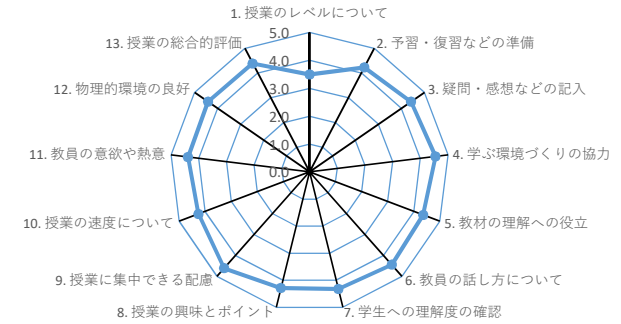 1. 授業のレベルについて
2. 予習・復習などの準備
3. 疑問・感想などの記入
4. 学ぶ環境づくりの協力
5. 教材の理解への役立
6. 教員の話し方について
7. 学生への理解度の確認
8. 授業の興味とポイント
9. 授業に集中できる配慮
10. 授業の速度について
11. 教員の意欲や熱意
12. 物理的環境の良好
13. 授業の総合的評価
5.0
4.0
3.0
2.0
1.0
0.0